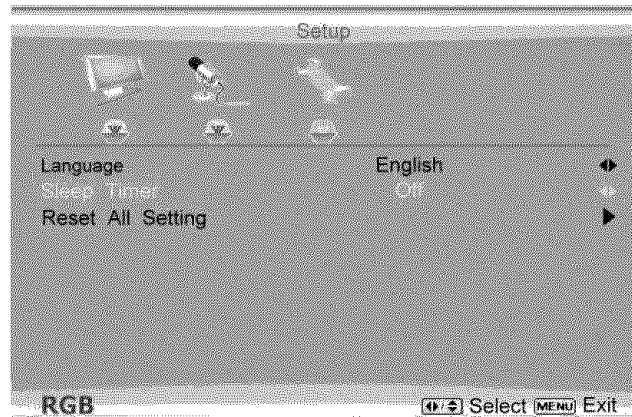 Setup
Language English
Sleep Timer Off
Reset All Setting
RGB Select MENU Exit